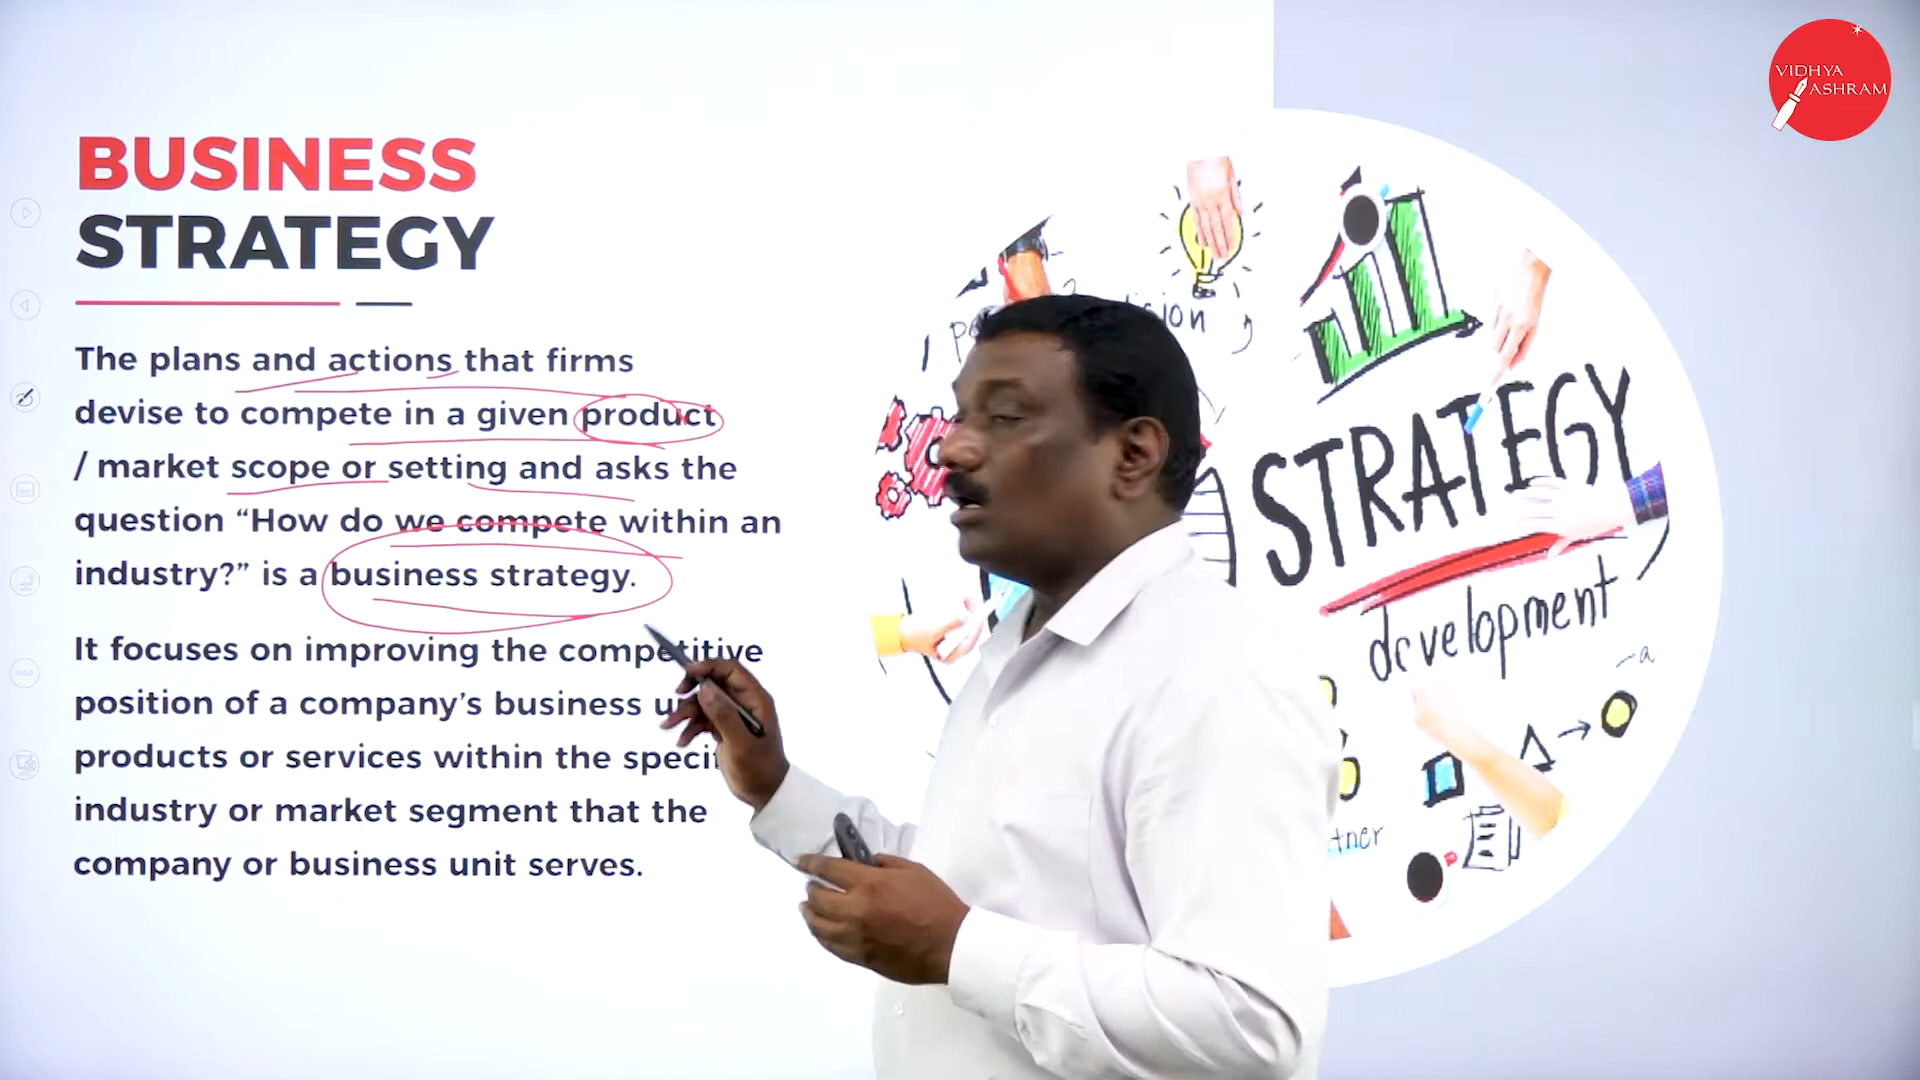 VIDHYA
ASHRAM
BUSINESS
STRATEGY
The plans and actions that firms
devise to compete in a given product
/ market scope or setting and asks the
question “How do we compete within an
industry?” is a business strategy.
It focuses on improving the competitive
position of a company’s business
products or services within the
industry or market segment that the
company or business unit serves.
STRATEGY
development